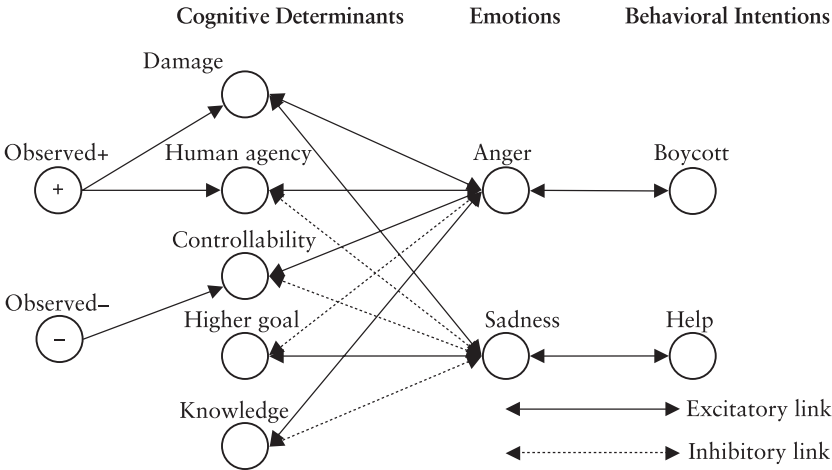 Cognitive Determinants Emotions Behavioral Intentions
Damage
Observed+ Human agency Anger Boycott
+
Controllability
Observed–
Higher goal Sadness Help
–
Knowledge
Excitatory link
Inhibitory link